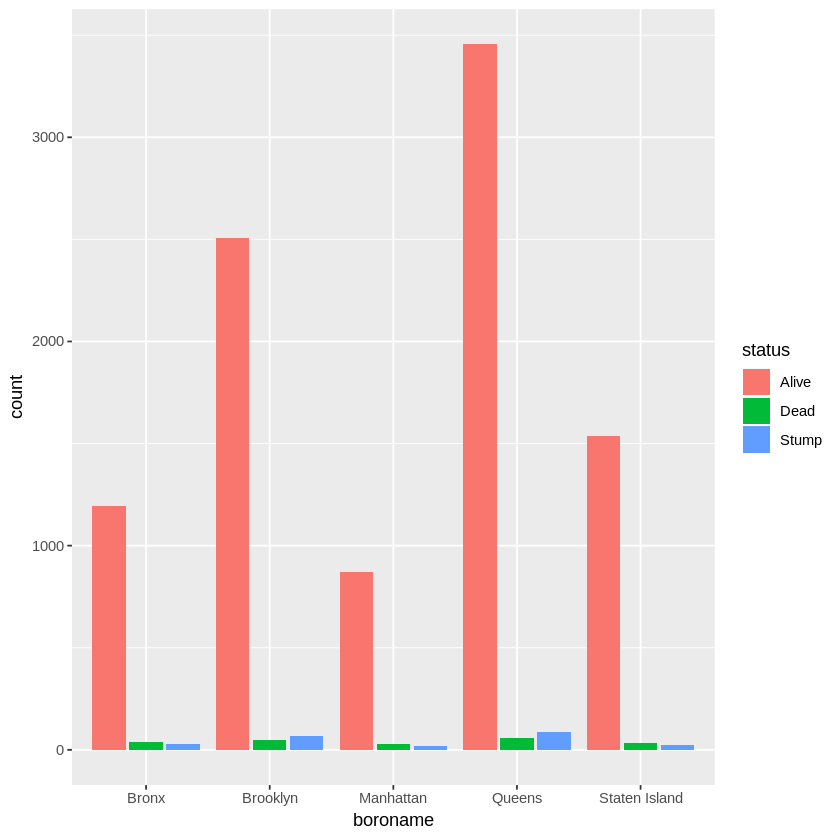 count
3000
2000
1000
0
Bronx
Brooklyn
Manhattan
Queens
Staten Island
boroname
status
Alive
Dead
Stump